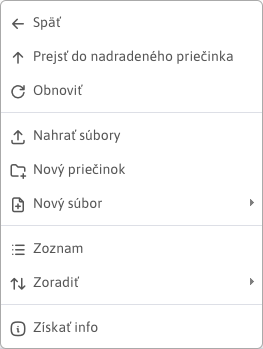 Späť
Prejsť do nadradeného priečinka
Obnoviť
Nahrať súbory
Nový priečinok
Nový súbor
Zoznam
Zoradiť
Získať info